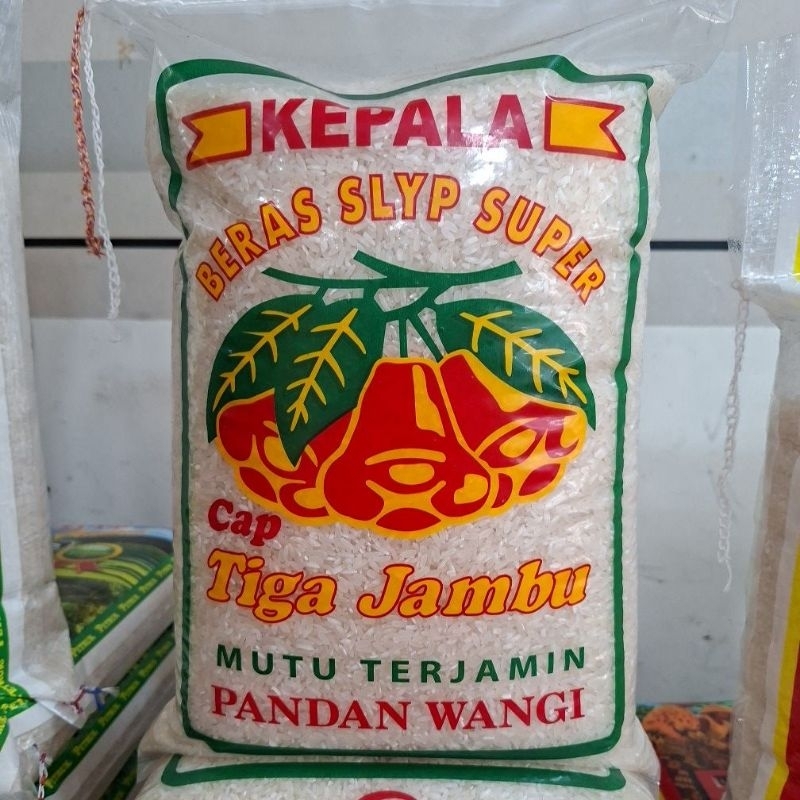 KEPALA
BERAS SLYP SUPER
Cap
Tiga Jambu
MUTU TERJAMIN
PANDAN WANGI